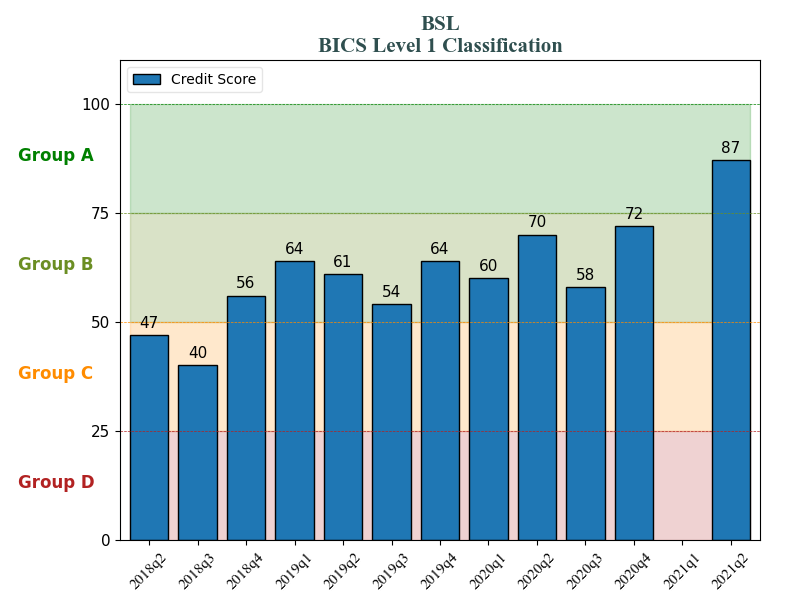 BSL
BICS Level 1 Classification
Credit Score
100
Group A
87
75
72
70
Group B
64
61
64
60
58
56
54
50
47
40
Group C
25
Group D
0
2018q2 2018q3 2018q4 2019q1 2019q2 2019q3 2019q4 2020q1 2020q2 2020q3 2020q4 2021q1 2021q2